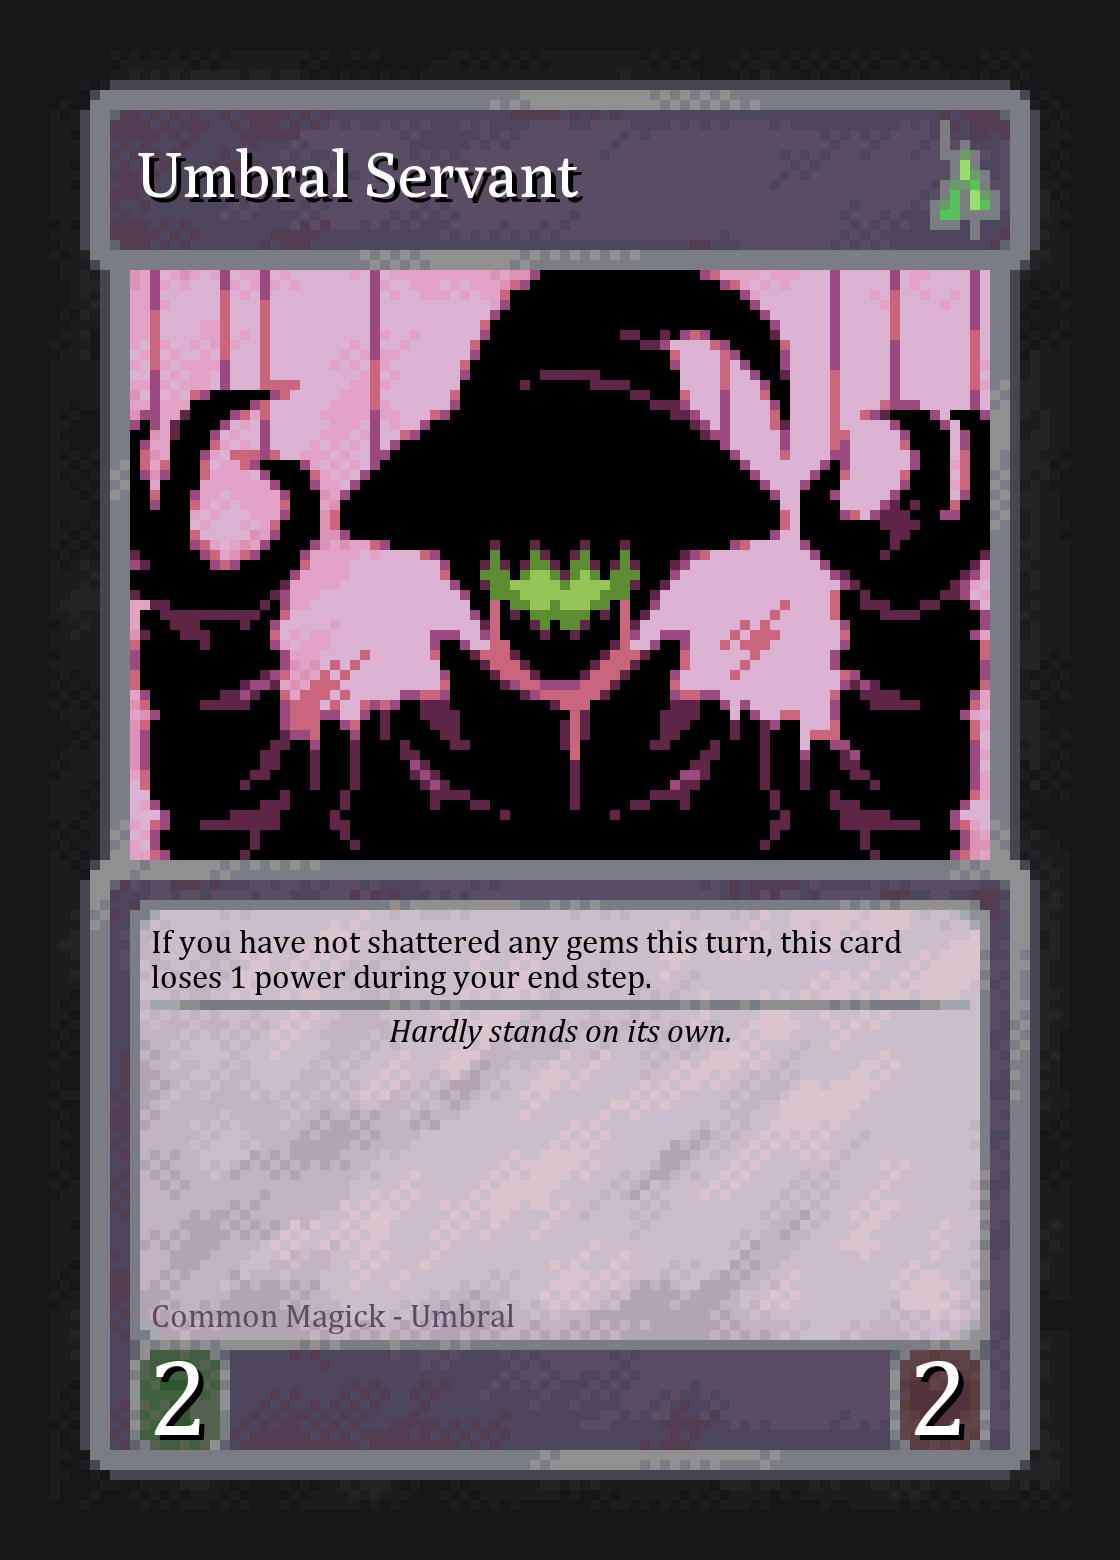 Umbral Servant
If you have not shattered any gems this turn, this card
loses 1 power during your end step.
Hardly stands on its own.
Common Magick - Umbral
2
2